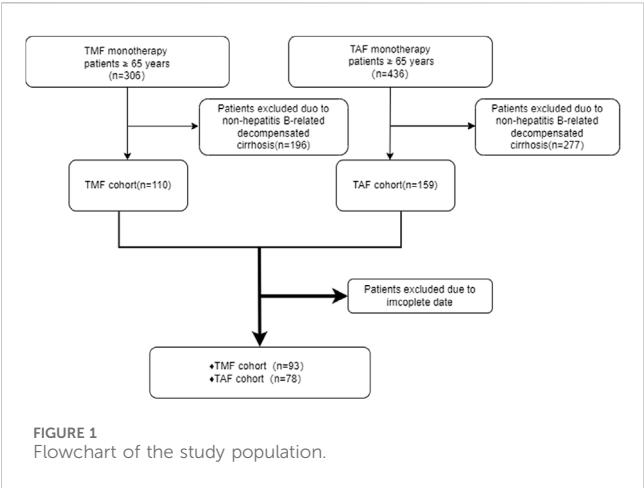 TMF monotherapy
patients ≥ 65 years
(n=306)
TAF monotherapy
patients ≥ 65 years
(n=436)
Patients excluded duo to
non-hepatitis B-related
decompensated
cirrhosis(n=196)
Patients excluded duo to
non-hepatitis B-related
decompensated
cirrhosis(n=277)
TMF cohort(n=110)
TAF cohort(n=159)
Patients excluded due to
imcoplete date
♦TMF cohort (n=93)
♦TAF cohort (n=78)
FIGURE 1
Flowchart of the study population.